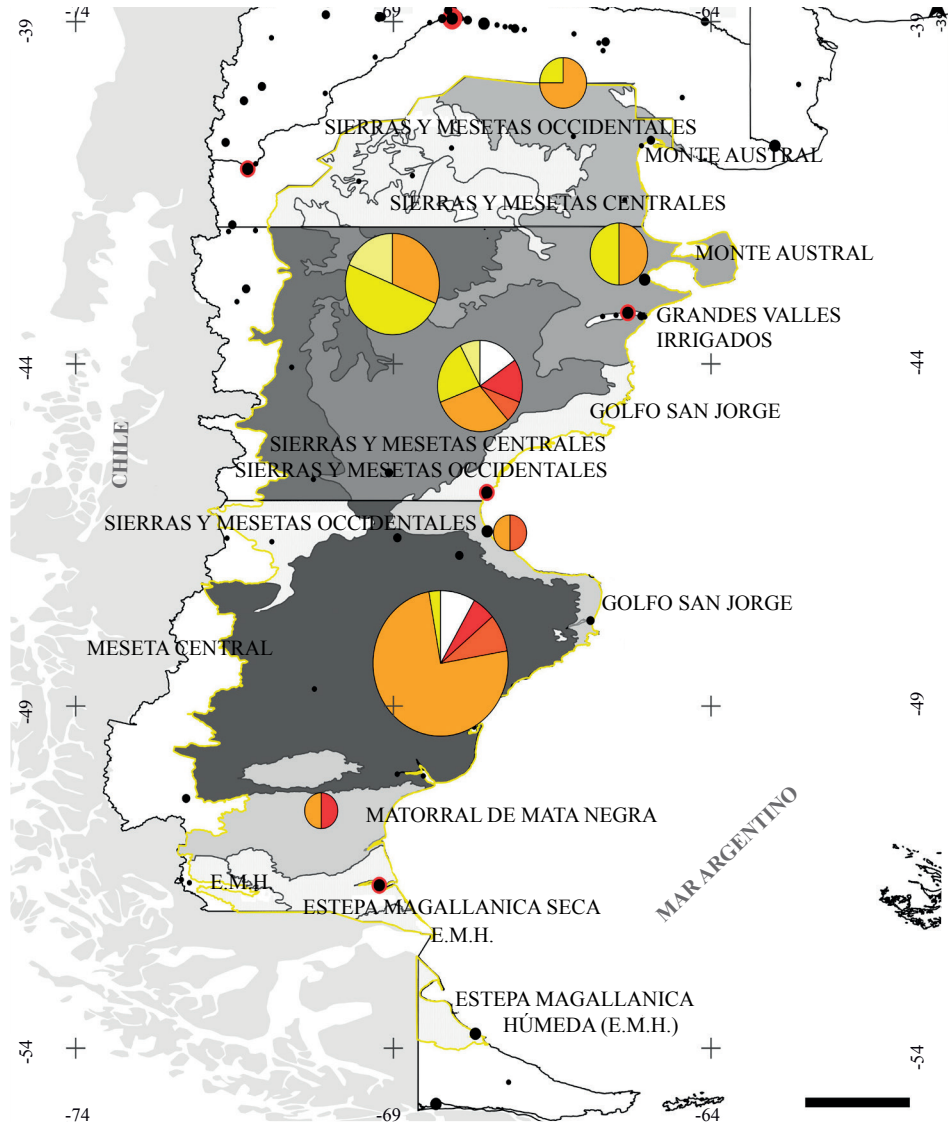 -74
-69
-64
-39
-39
-39
SIERRAS Y MESETAS OCCIDENTALES
MONTE AUSTRAL
SIERRAS Y MESETAS CENTRALES
MONTE AUSTRAL
GRANDES VALLES
IRRIGADOS
-44
-44
GOLFO SAN JORGE
CHILE
SIERRAS Y MESETAS CENTRALES
SIERRAS Y MESETAS OCCIDENTALES
SIERRAS Y MESETAS OCCIDENTALES
GOLFO SAN JORGE
MESETA CENTRAL
-49
-49
MATORRAL DE MATA NEGRA
MAR ARGENTINO
E.M.H
ESTEPA MAGALLANICA SECA
E.M.H.
ESTEPA MAGALLANICA
HÚMEDA (E.M.H.)
-54
-54
-74
-69
-64